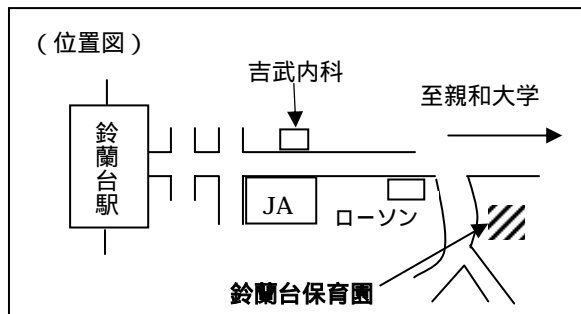 (位置図)
吉武内科
至親和大学
鈴蘭台駅
JA
ローソン
鈴蘭台保育園